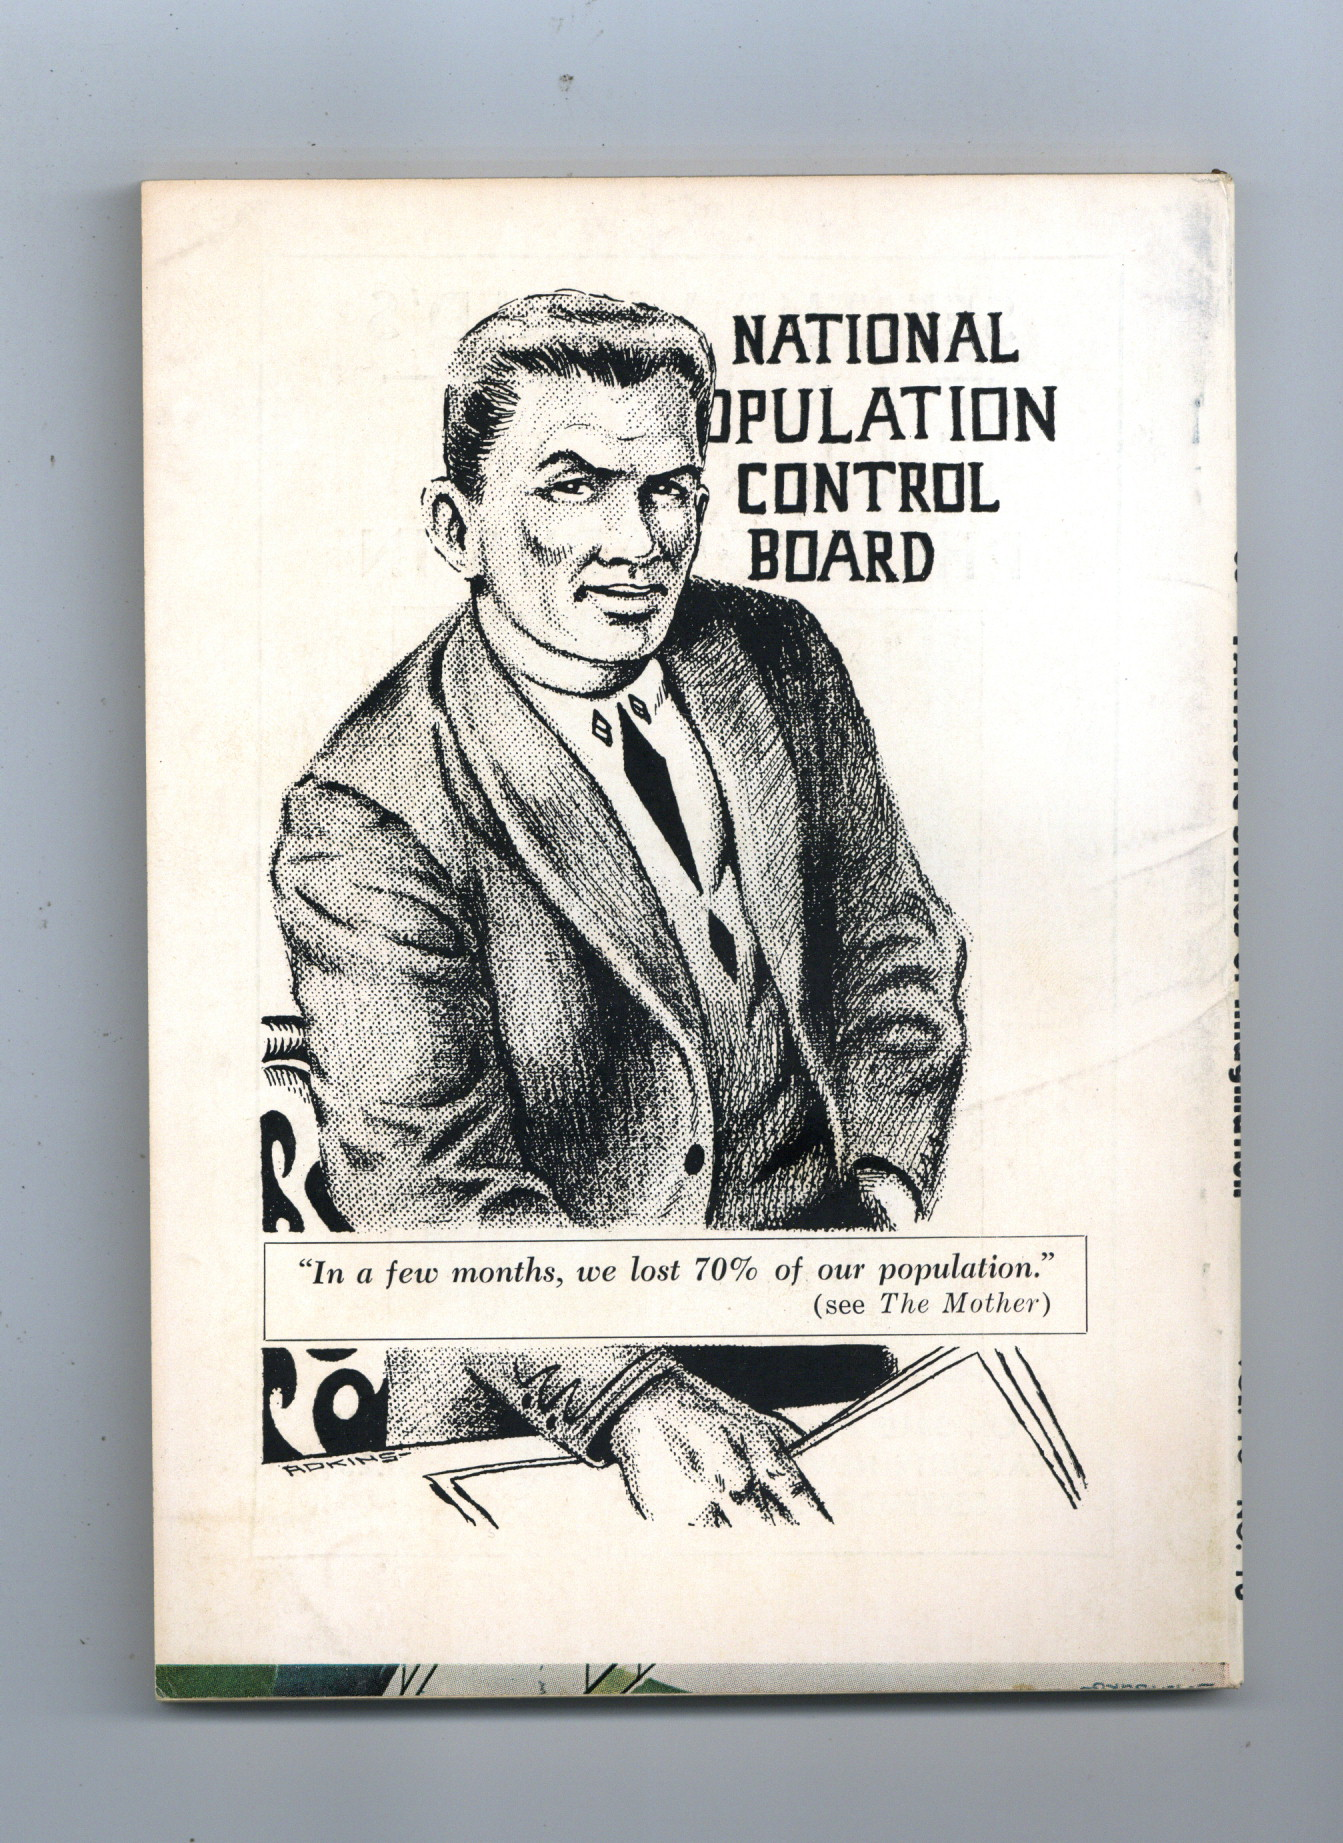 NATIONAL
OPULATION
CONTROL
BOARD
“In a few months, we lost 70% of our population.”
(see The Mother)
ADKINS